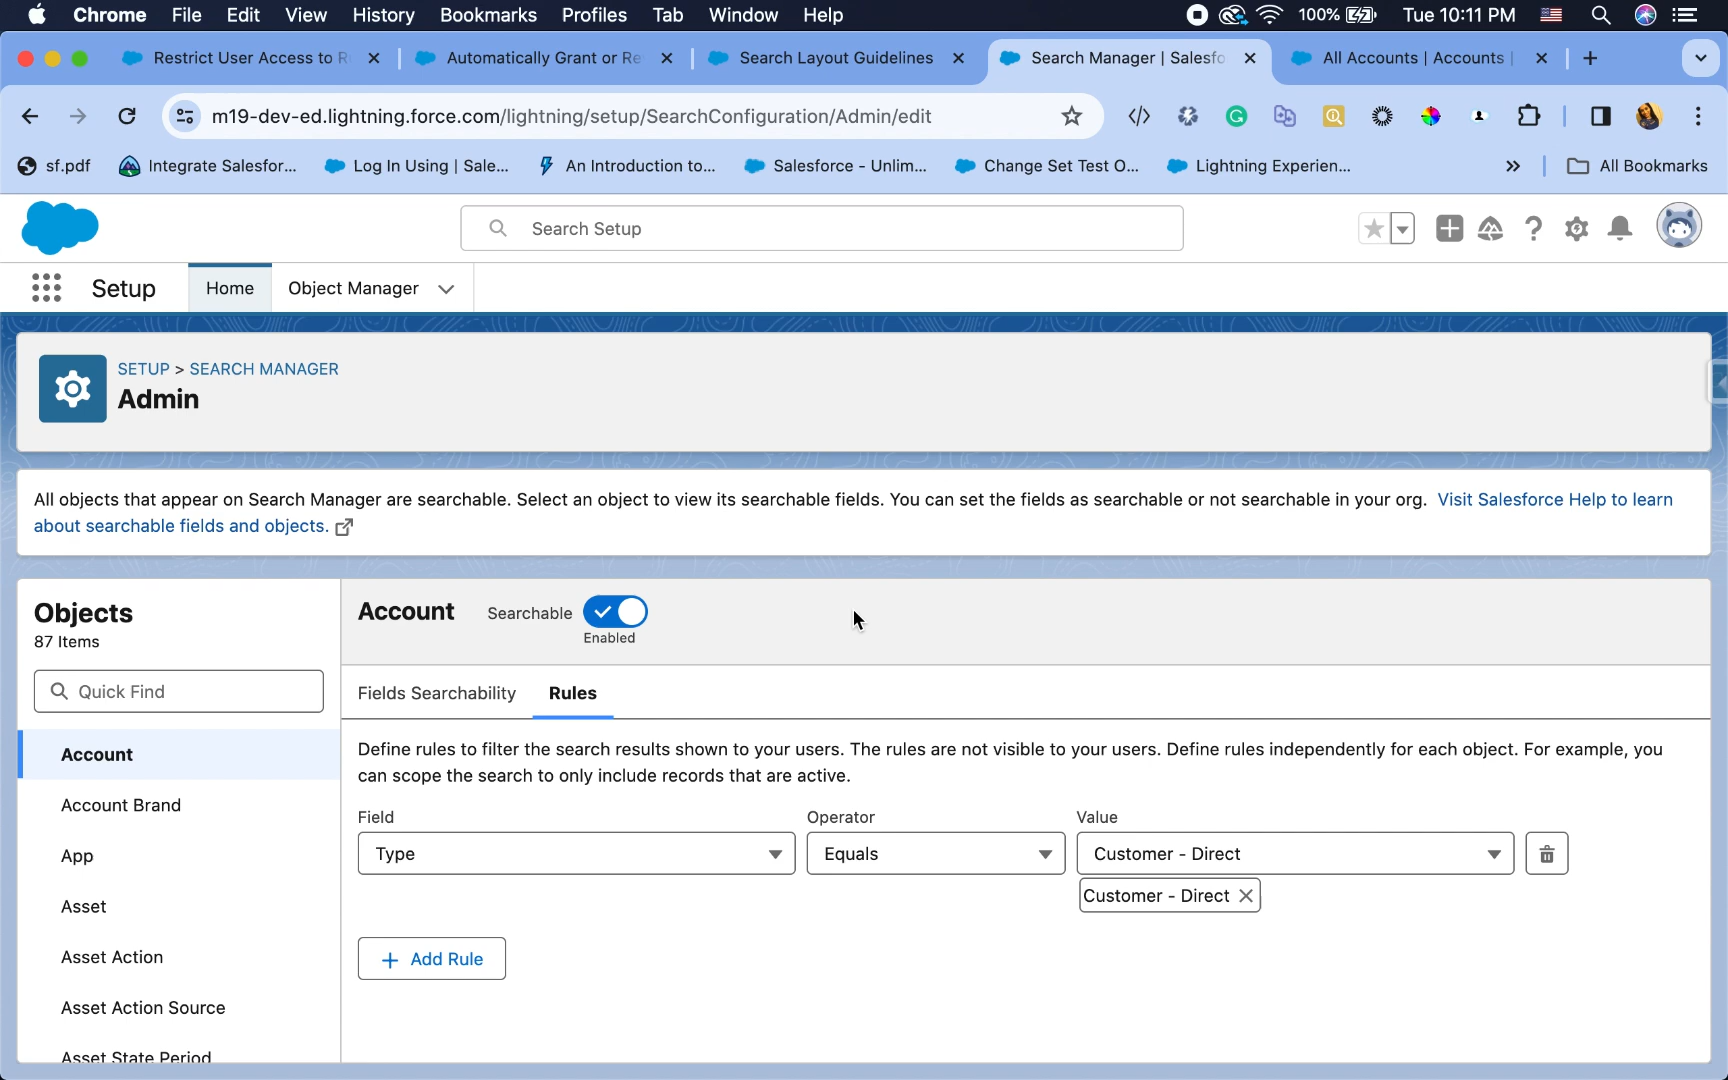 Chrome File Edit View History Bookmarks Profiles Tab Window Help 100% Tue 10:11 PM
Restrict User Access to R Automatically Grant or Re Search Layout Guidelines Search Manager | Salesfo All Accounts | Accounts |
m19-dev-ed.lightning.force.com/lightning/setup/SearchConfiguration/Admin/edit
sf.pdf Integrate Salesfor... Log In Using | Sale... An Introduction to... Salesforce - Unlim... Change Set Test O... Lightning Experien... » All Bookmarks
Search Setup
Setup Home Object Manager
SETUP > SEARCH MANAGER
Admin
All objects that appear on Search Manager are searchable. Select an object to view its searchable fields. You can set the fields as searchable or not searchable in your org. Visit Salesforce Help to learn
about searchable fields and objects.
Objects
87 Items
Quick Find
Account
Account Brand
App
Asset
Asset Action
Asset Action Source
Asset State Period
Account Searchable
Enabled
Fields Searchability Rules
Define rules to filter the search results shown to your users. The rules are not visible to your users. Define rules independently for each object. For example, you
can scope the search to only include records that are active.
Field Operator Value
Type Equals Customer - Direct
Customer - Direct
+ Add Rule